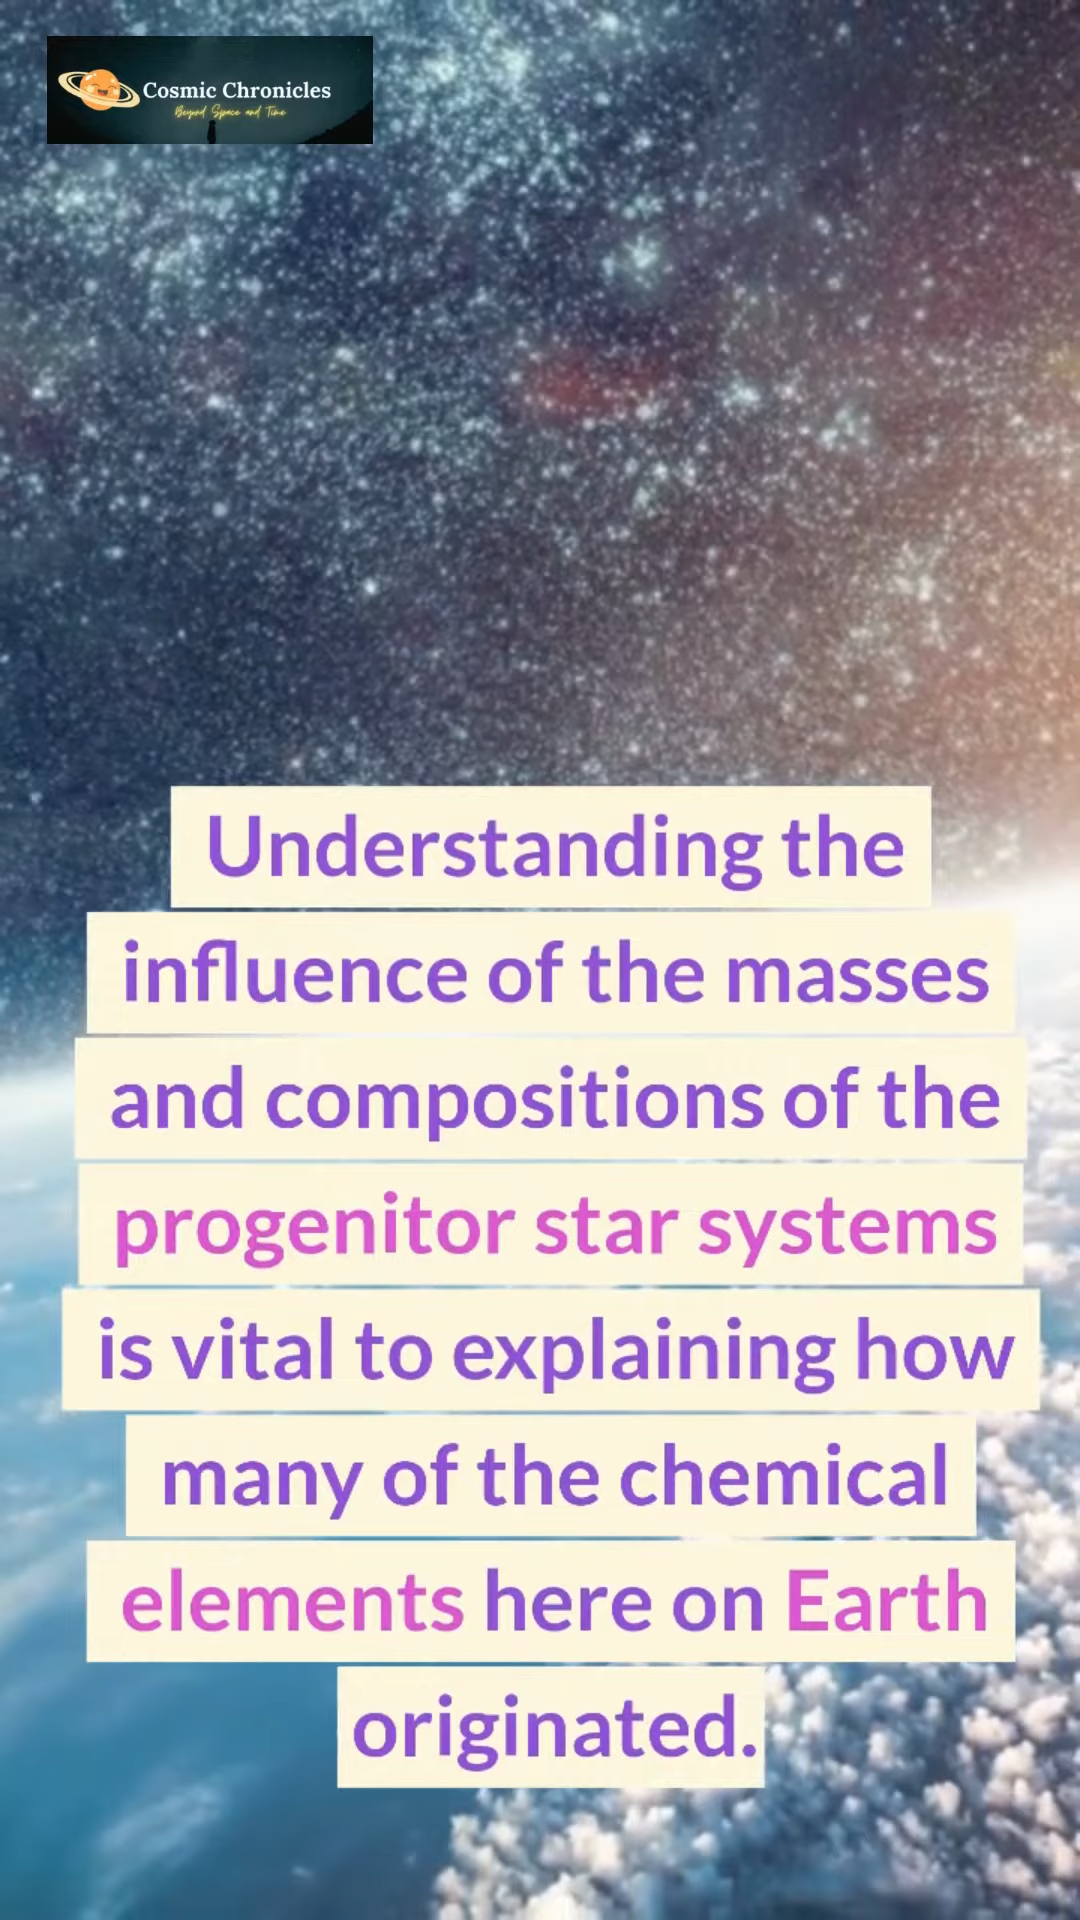 Cosmic Chronicles
Beyond Space and Time
Understanding the
influence of the masses
and compositions of the
progenitor star systems
is vital to explaining how
many of the chemical
elements here on Earth
originated.